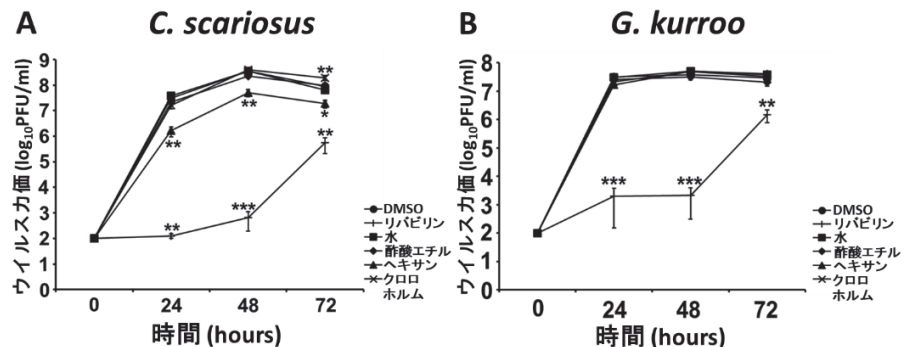 A C. scariosus
ウイルス力価 (log10PFU/ml)
9
8
7
6
5
4
3
2
1
0
**
**
***
**
**
*
**
**
0 24 48 72
時間 (hours)
DMSO
リバビリン
水
酢酸エチル
ヘキサン
クロロ
ホルム
B G. kurroo
ウイルス力価 (log10PFU/ml)
8
7
6
5
4
3
2
1
0
***
***
**
0 24 48 72
時間 (hours)
DMSO
リバビリン
水
酢酸エチル
ヘキサン
クロロ
ホルム